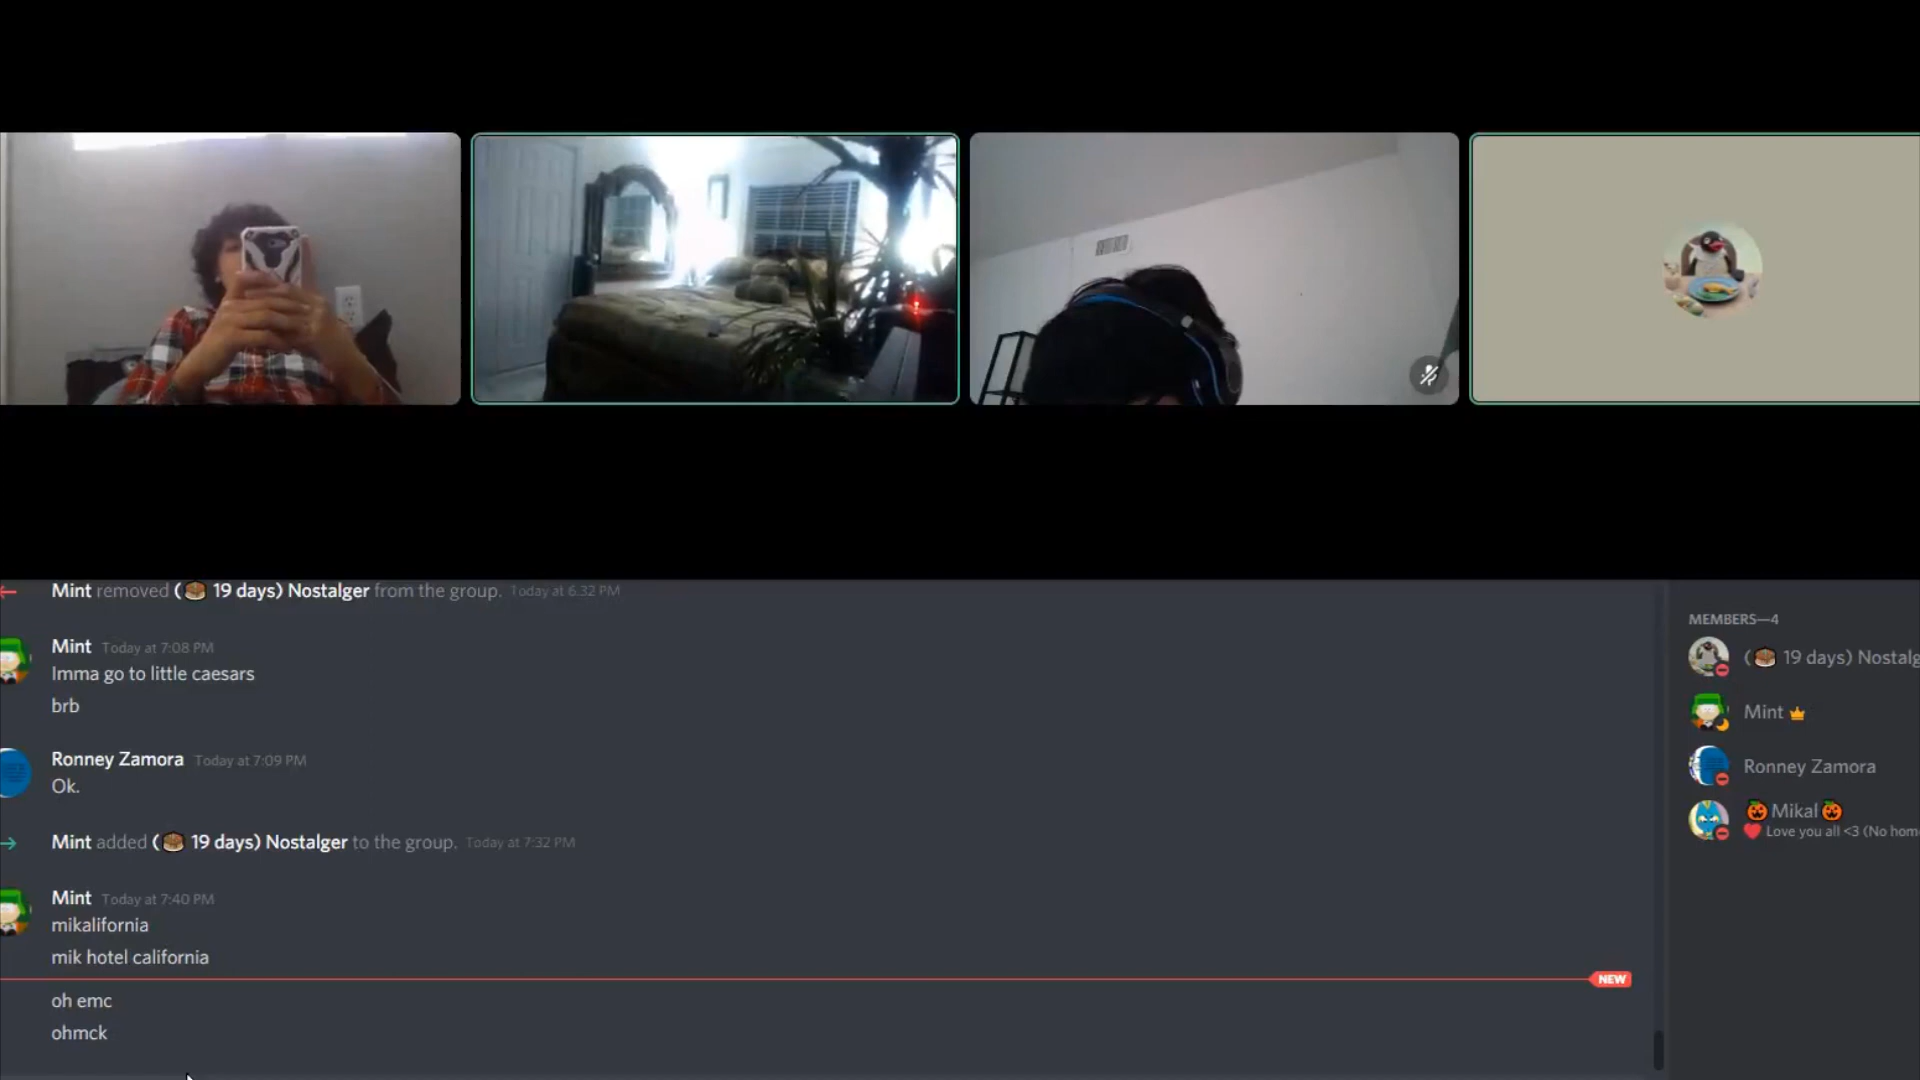 Mint removed (🥞 19 days) Nostalger from the group. Today at 6:32 PM
Mint Today at 7:08 PM
Imma go to little caesars
brb
Ronney Zamora Today at 7:09 PM
Ok.
Mint added (🥞 19 days) Nostalger to the group. Today at 7:32 PM
Mint Today at 7:40 PM
mikalifornia
mik hotel california
NEW
oh emc
ohmck
MEMBERS—4
(🥞 19 days) Nostalg
Mint
Ronney Zamora
🎃 Mikal 🎃
❤️ Love you all <3 (No hom